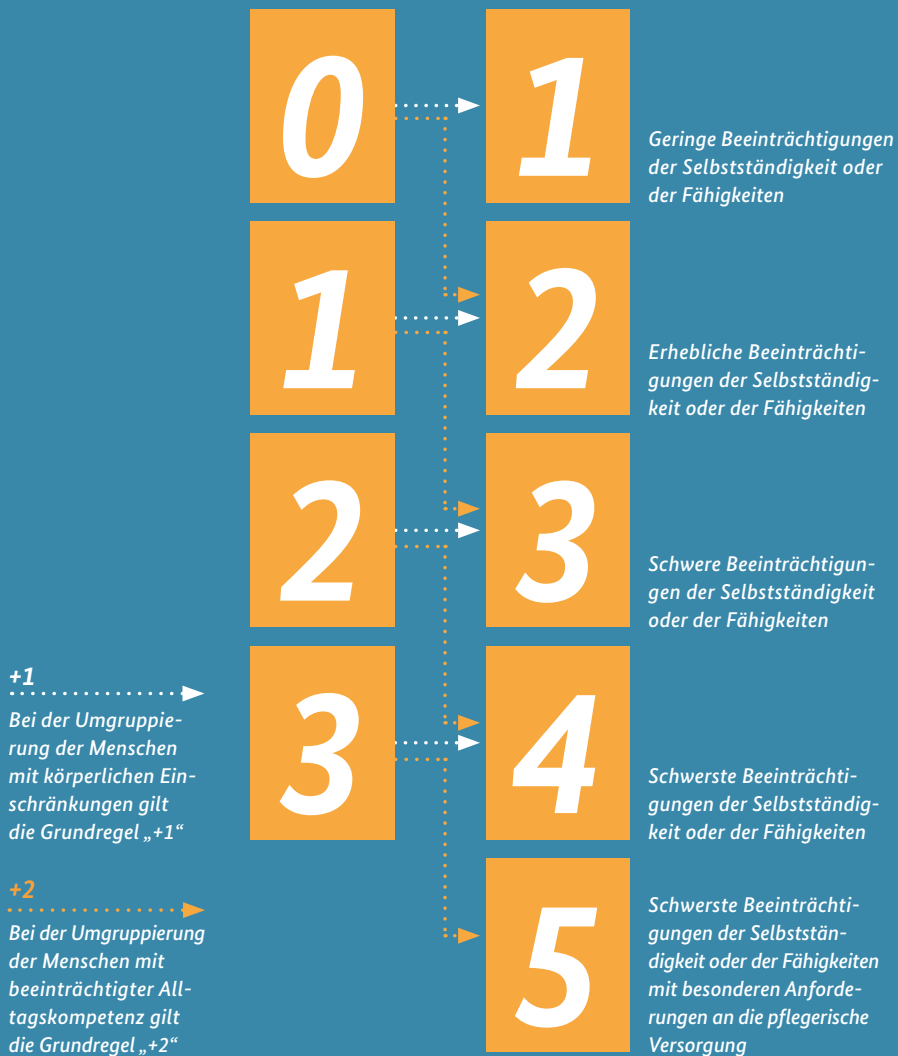 0
1
Geringe Beeinträchtigungen
der Selbstständigkeit oder
der Fähigkeiten
1
2
Erhebliche Beeinträchti-
gungen der Selbstständig-
keit oder der Fähigkeiten
2
3
Schwere Beeinträchtigun-
gen der Selbstständigkeit
oder der Fähigkeiten
3
4
Schwerste Beeinträchti-
gungen der Selbstständig-
keit oder der Fähigkeiten
5
Schwerste Beeinträchti-
gungen der Selbststän-
digkeit oder der Fähigkeiten
mit besonderen Anforde-
rungen an die pflegerische
Versorgung
+1
Bei der Umgruppie-
rung der Menschen
mit körperlichen Ein-
schränkungen gilt
die Grundregel „+1“
+2
Bei der Umgruppierung
der Menschen mit
beeinträchtigter All-
tagskompetenz gilt
die Grundregel „+2“